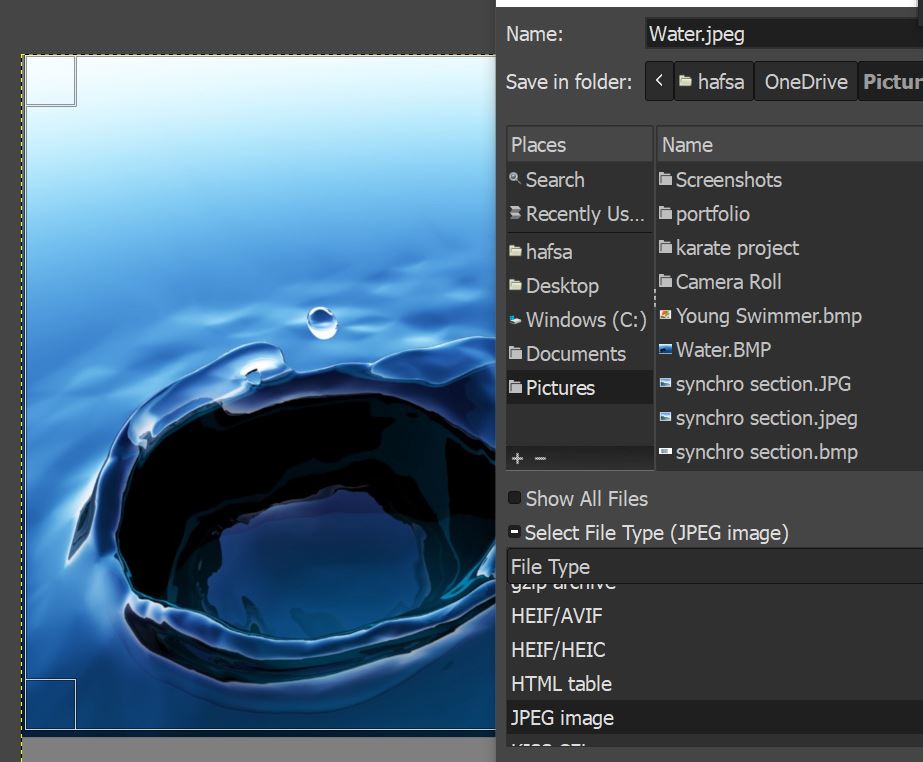 Name: Water.jpeg
Save in folder: < hafsa OneDrive Pictur
Places
Search
Recently Us...
hafsa
Desktop
Windows (C:)
Documents
Pictures
Name
Screenshots
portfolio
karate project
Camera Roll
Young Swimmer.bmp
Water.BMP
synchro section.JPG
synchro section.jpeg
synchro section.bmp
Show All Files
Select File Type (JPEG image)
File Type
gzip archive
HEIF/AVIF
HEIF/HEIC
HTML table
JPEG image